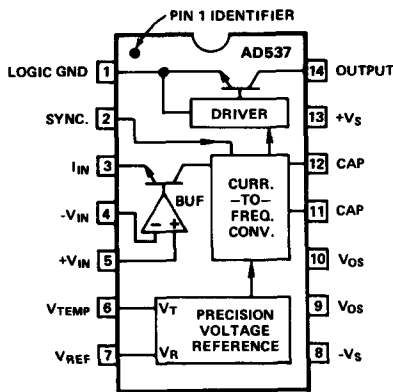 PIN 1 IDENTIFIER
AD537
LOGIC GND 1
14 OUTPUT
DRIVER
SYNC. 2
13 +VS
IIN 3
12 CAP
CURR.
-TO-
FREQ.
CONV.
BUF
-VIN 4
- +
11 CAP
+VIN 5
10 VOS
VTEMP 6
VT
PRECISION
VOLTAGE
REFERENCE
9 VOS
VREF 7
VR
8 -VS